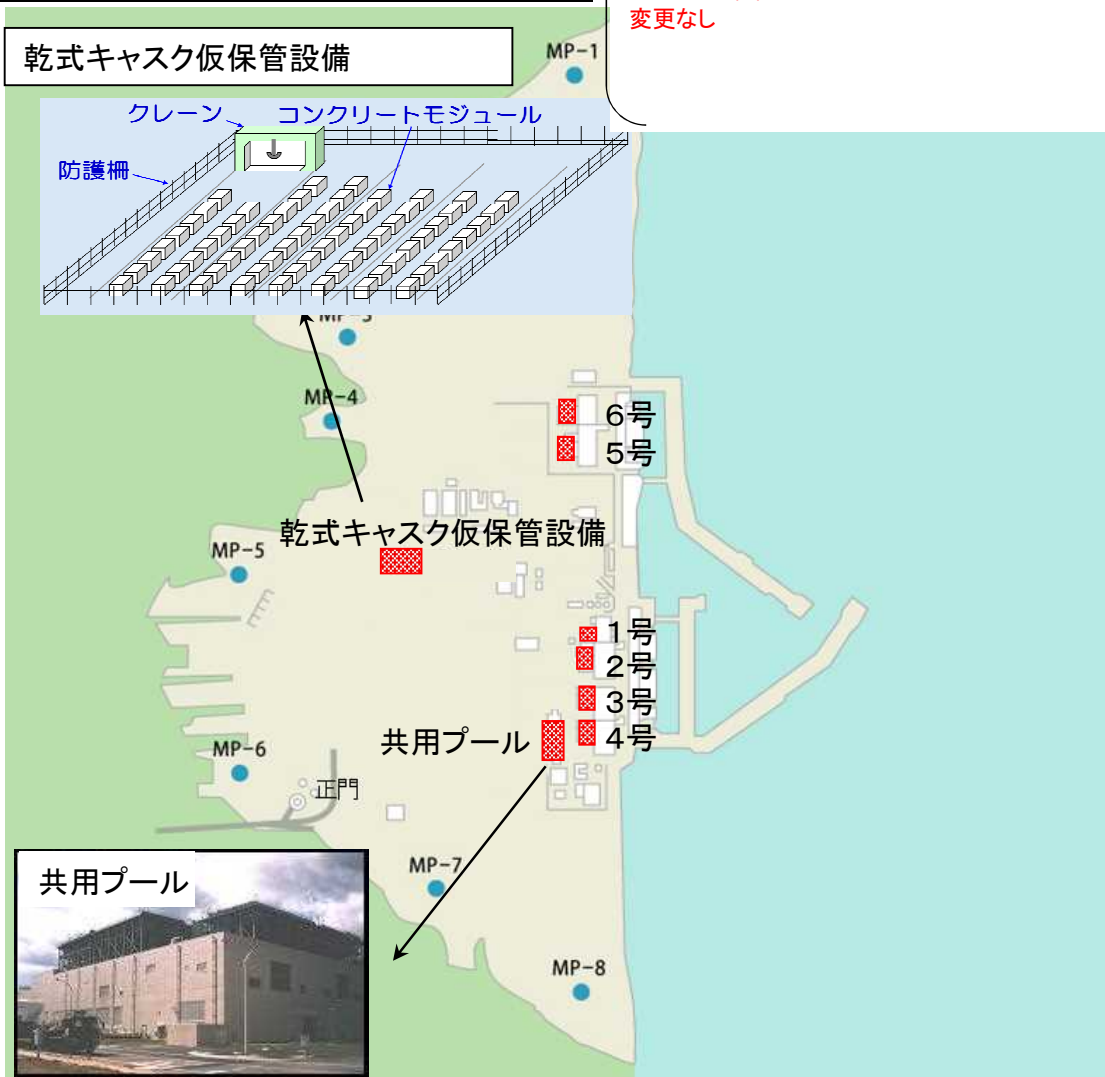 変更なし
乾式キャスク仮保管設備
MP-1
クレーン
コンクリートモジュール
防護柵
MP-3
MP-4
6号
5号
乾式キャスク仮保管設備
MP-5
1号
2号
3号
共用プール
4号
MP-6
正門
共用プール
MP-7
MP-8